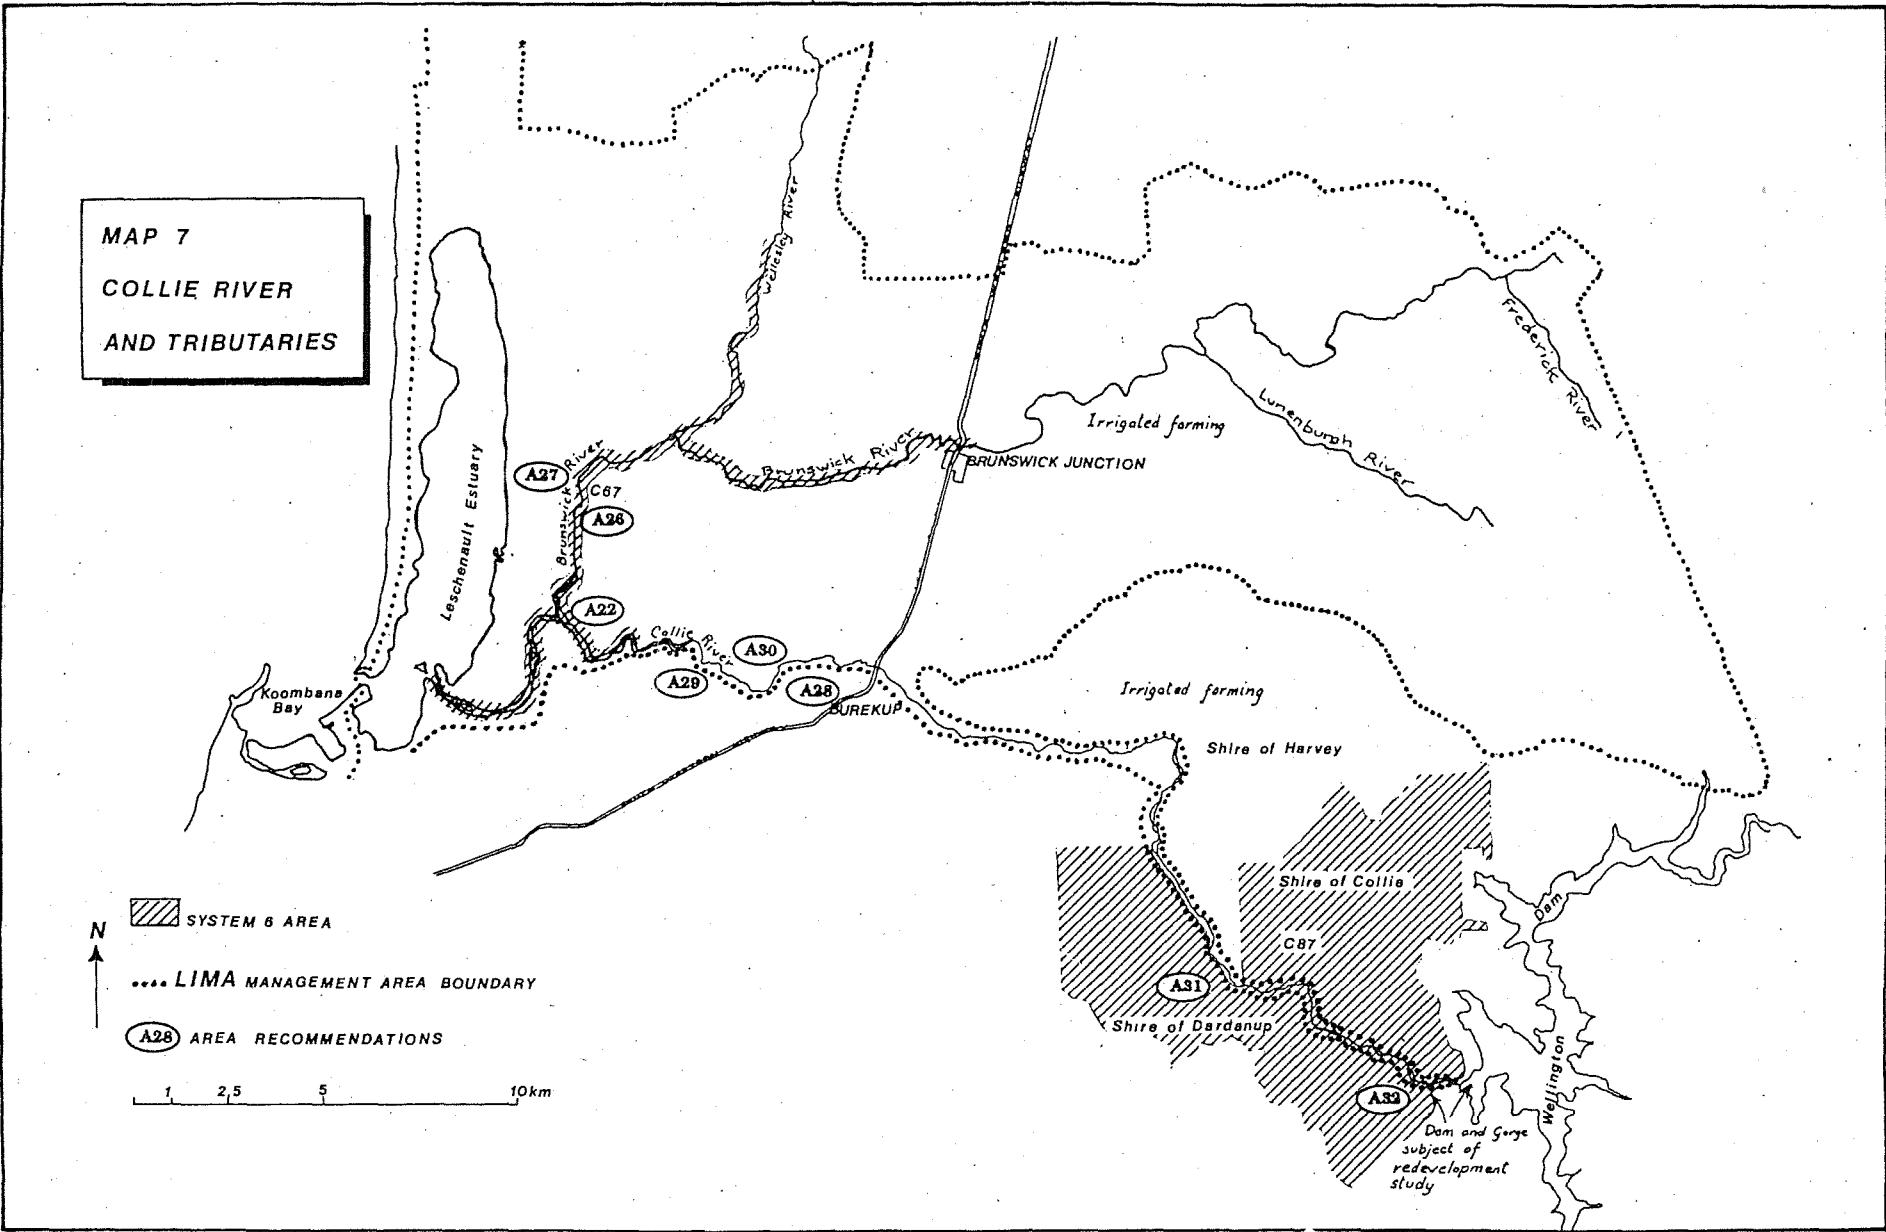 MAP 7
COLLIE RIVER
AND TRIBUTARIES
Wellesley River
Frederick River
Lunenburgh River
Irrigated farming
Brunswick River
BRUNSWICK JUNCTION
A27
Brunswick River
C67
A26
Leschenault Estuary
A22
Collie River
A30
A29
A28
BUREKUP
Koombana
Bay
Irrigated farming
Shire of Harvey
Shire of Collie
C87
Dam
Wellington
A31
Shire of Dardanup
A32
Dam and Gorge
subject of
redevelopment
study
SYSTEM 6 AREA
N
LIMA MANAGEMENT AREA BOUNDARY
A28 AREA RECOMMENDATIONS
1 2,5 5 10km